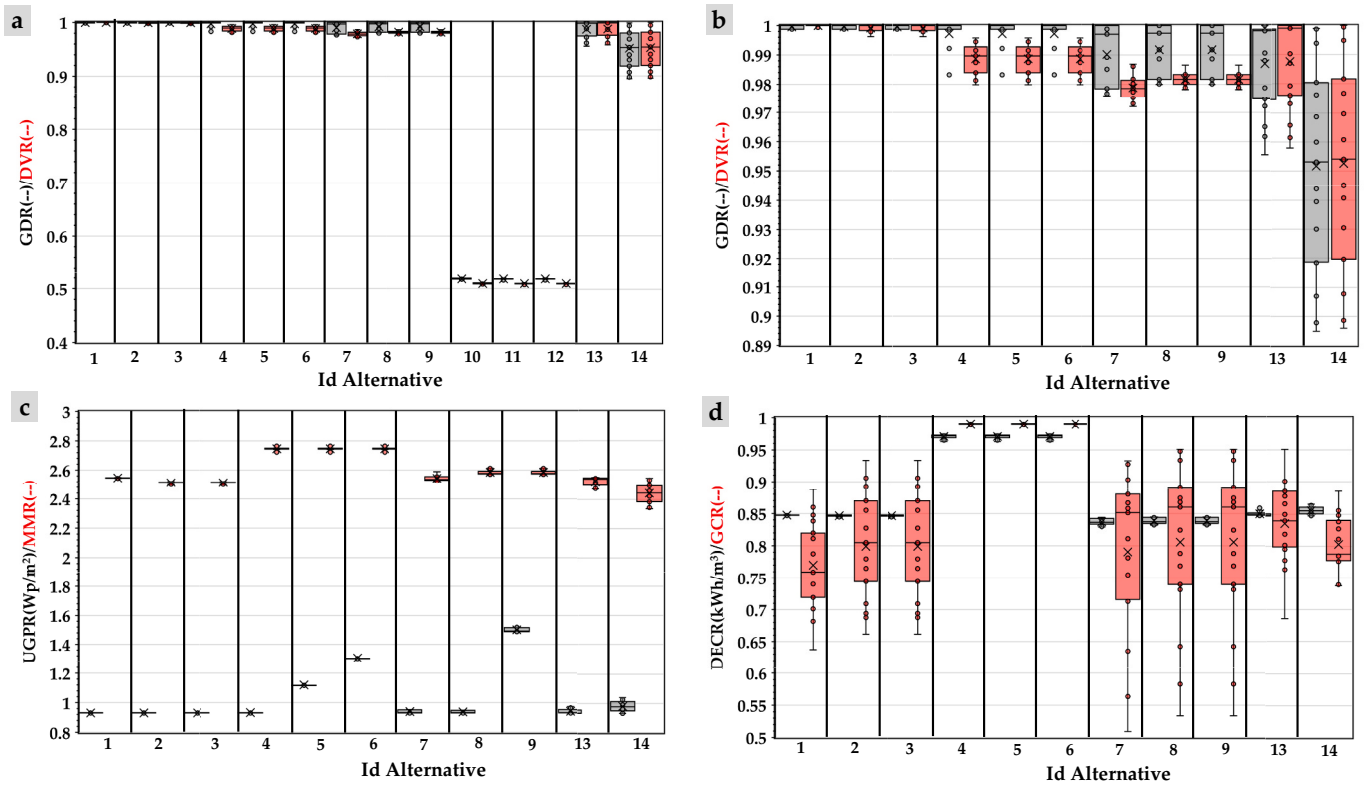 a
GDR(--)/DVR(--)
1
0.9
0.8
0.7
0.6
0.5
0.4
1 2 3 4 5 6 7 8 9 10 11 12 13 14
Id Alternative
b
GDR(--)/DVR(--)
1
0.99
0.98
0.97
0.96
0.95
0.94
0.93
0.92
0.91
0.9
0.89
1 2 3 4 5 6 7 8 9 13 14
Id Alternative
c
UGPR(Wp/m²)/MMR(--)
3
2.8
2.6
2.4
2.2
2
1.8
1.6
1.4
1.2
1
0.8
1 2 3 4 5 6 7 8 9 13 14
Id Alternative
d
DECR(kWh/m³)/GCR(--)
1
0.95
0.9
0.85
0.8
0.75
0.7
0.65
0.6
0.55
0.5
1 2 3 4 5 6 7 8 9 13 14
Id Alternative